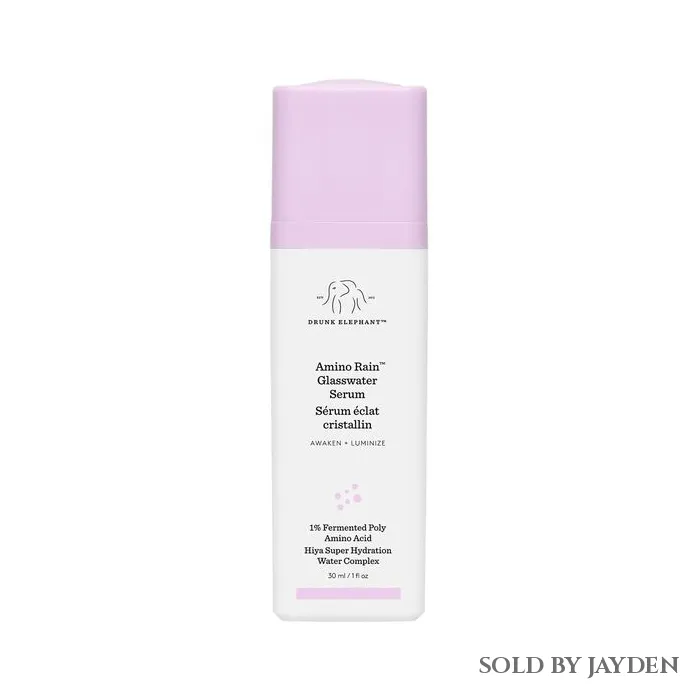 DRUNK ELEPHANT™
Amino Rain™
Glasswater
Serum
Sérum éclat
cristallin
AWAKEN + LUMINIZE
1% Fermented Poly
Amino Acid
Hiya Super Hydration
Water Complex
30 ml / 1 fl oz
SOLD BY JAYDEN